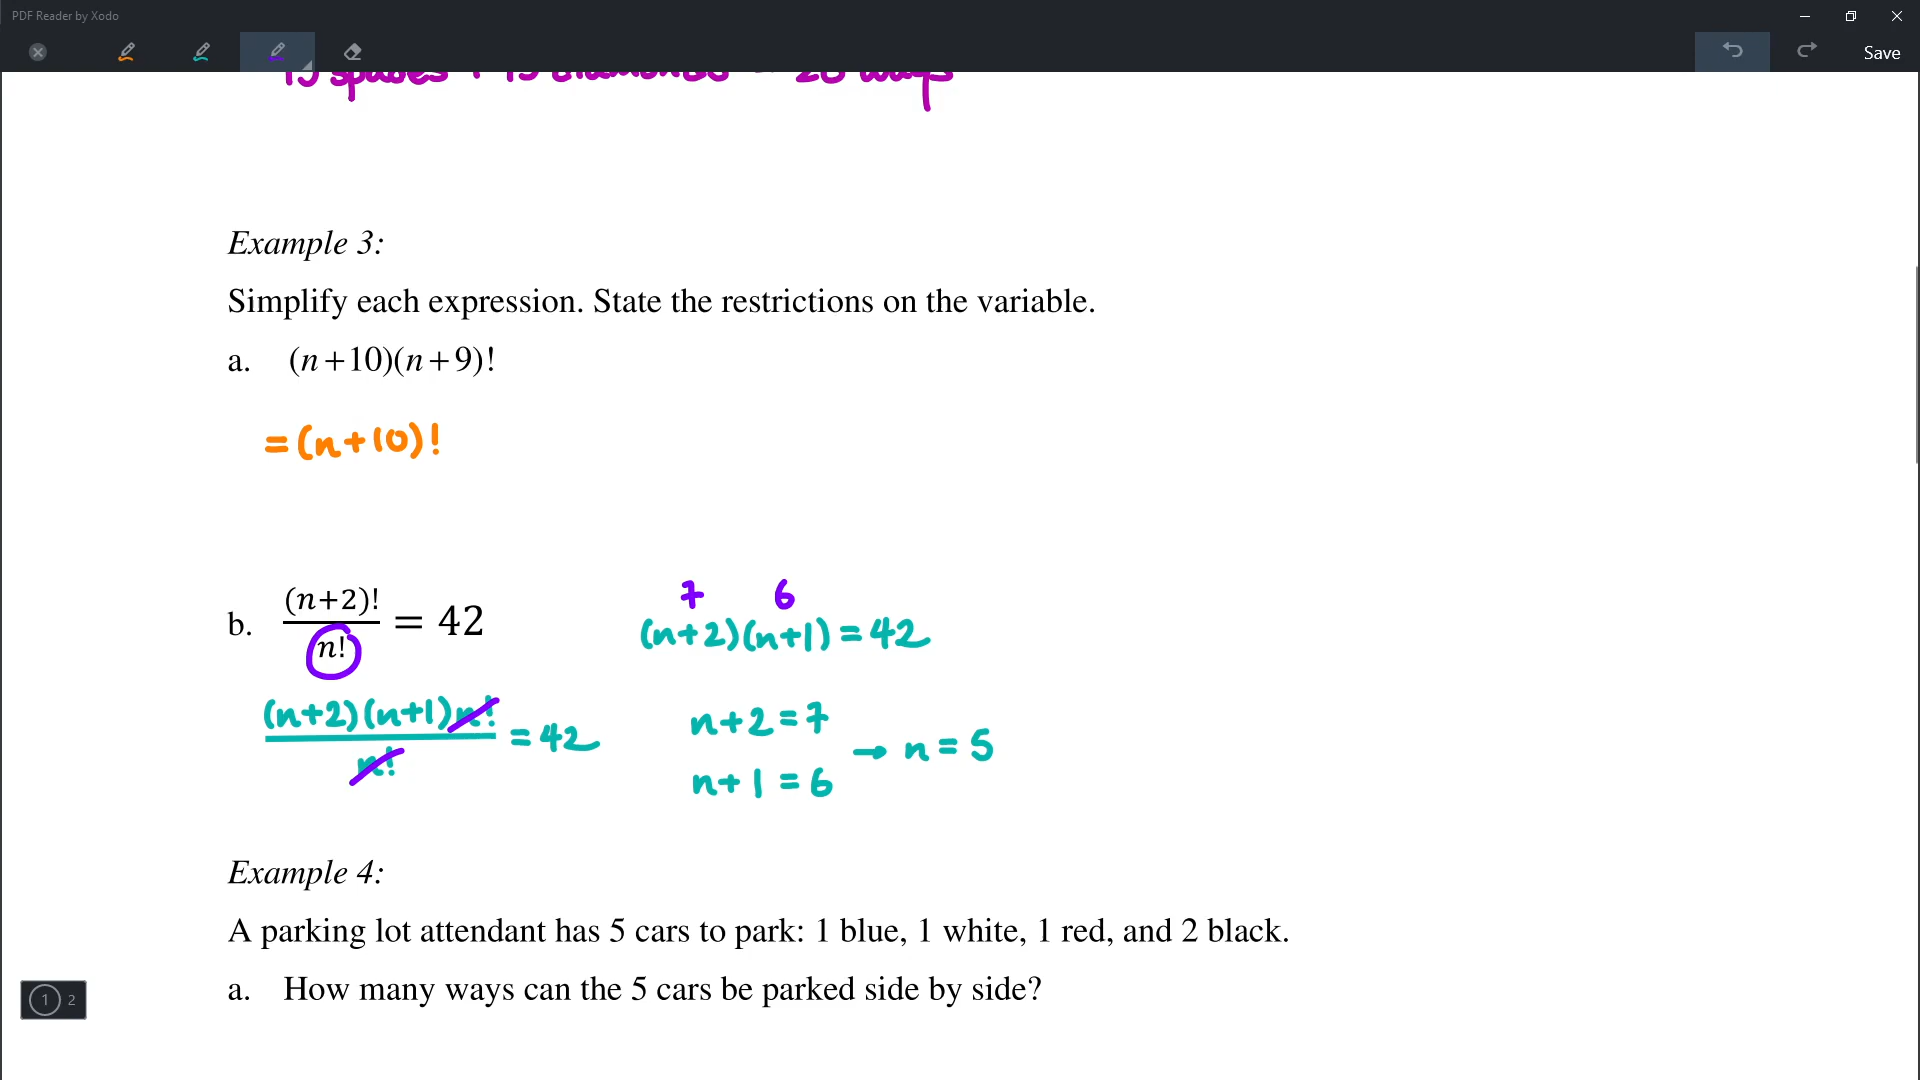 PDF Reader by Xodo
Save
Example 3:
Simplify each expression. State the restrictions on the variable.
a. (n+10)(n+9)!
=(n+10)!
b. (n+2)!/n! = 42
(n+2)(n+1)n!/n! = 42
7 6
(n+2)(n+1)=42
n+2=7
n+1=6
→ n=5
Example 4:
A parking lot attendant has 5 cars to park: 1 blue, 1 white, 1 red, and 2 black.
a. How many ways can the 5 cars be parked side by side?
1 2